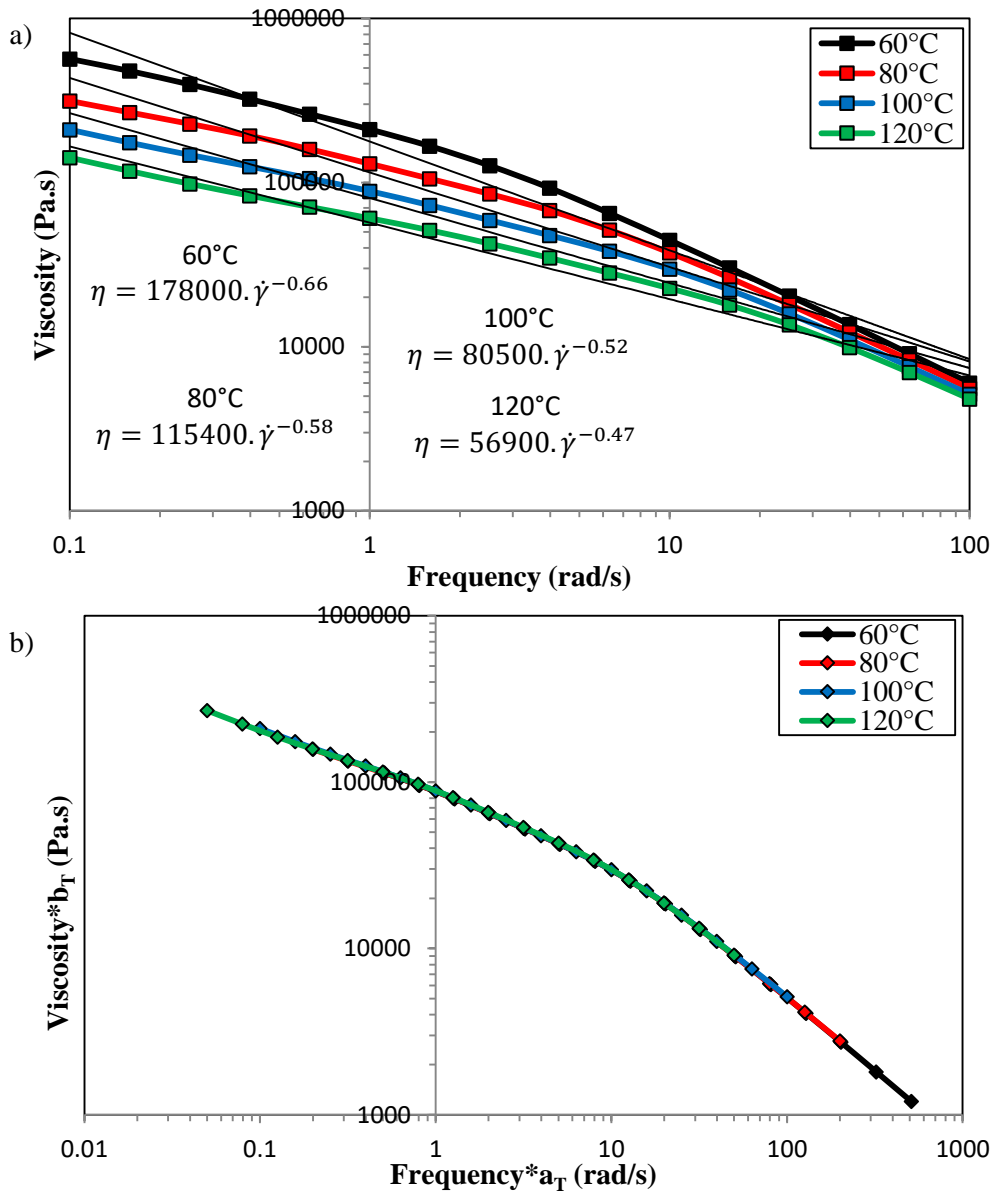 a)
1000000
60°C
80°C
100°C
120°C
100000
Viscosity (Pa.s)
60°C
η = 178000.γ̇^−0.66
100°C
η = 80500.γ̇^−0.52
10000
80°C
η = 115400.γ̇^−0.58
120°C
η = 56900.γ̇^−0.47
1000
0.1 1 10 100
Frequency (rad/s)
b)
1000000
60°C
80°C
100°C
120°C
100000
Viscosity*b_T (Pa.s)
10000
1000
0.01 0.1 1 10 100 1000
Frequency*a_T (rad/s)